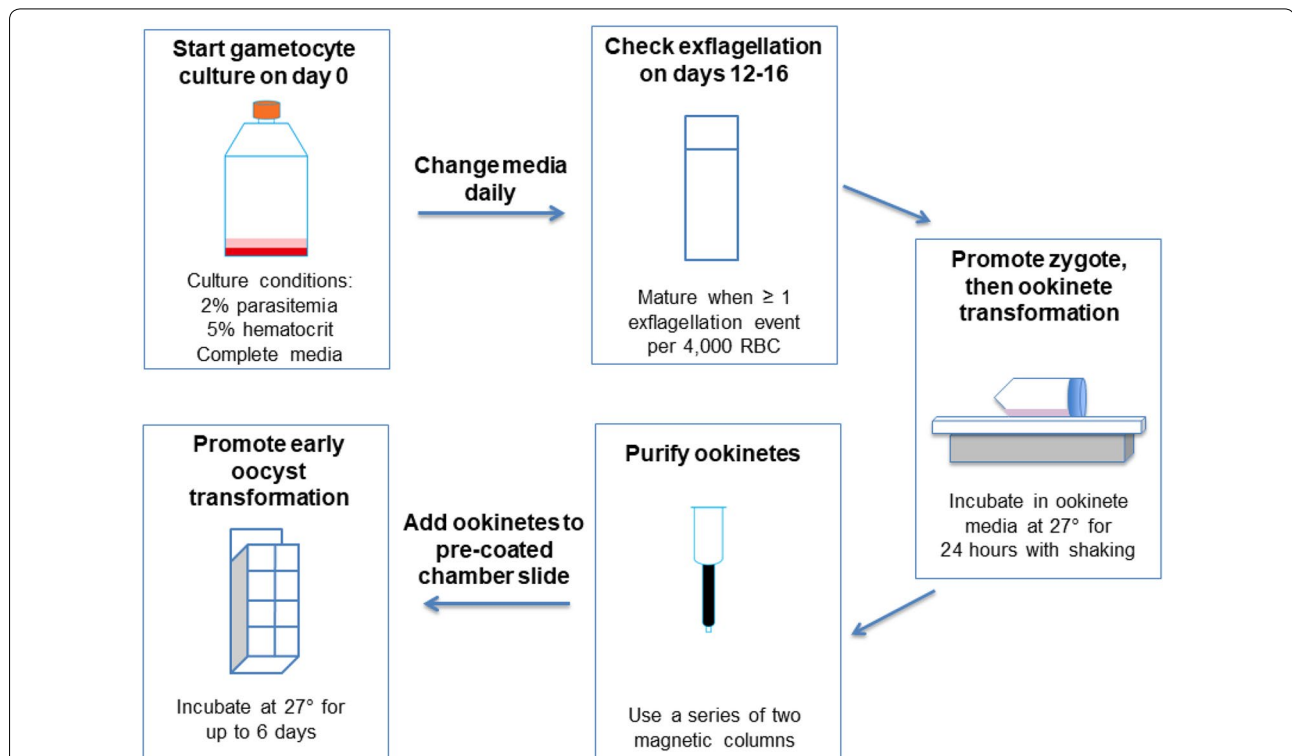 Start gametocyte
culture on day 0
Culture conditions:
2% parasitemia
5% hematocrit
Complete media
Change media
daily
Check exflagellation
on days 12-16
Mature when ≥ 1
exflagellation event
per 4,000 RBC
Promote zygote,
then ookinete
transformation
Incubate in ookinete
media at 27° for
24 hours with shaking
Purify ookinetes
Use a series of two
magnetic columns
Add ookinetes to
pre-coated
chamber slide
Promote early
oocyst
transformation
Incubate at 27° for
up to 6 days